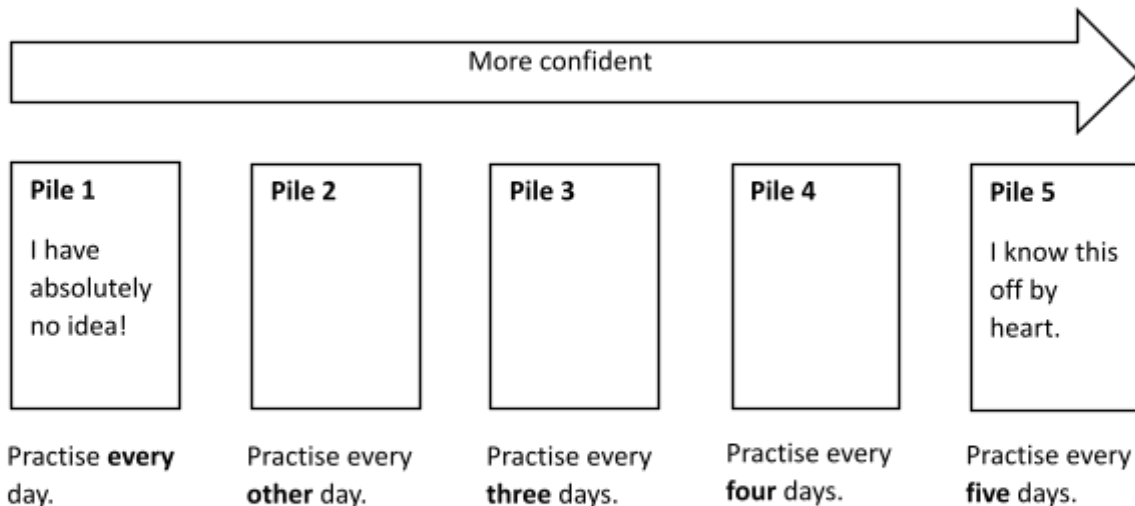 More confident
Pile 1
I have
absolutely
no idea!
Pile 2
Pile 3
Pile 4
Pile 5
I know this
off by
heart.
Practise every
day.
Practise every
other day.
Practise every
three days.
Practise every
four days.
Practise every
five days.